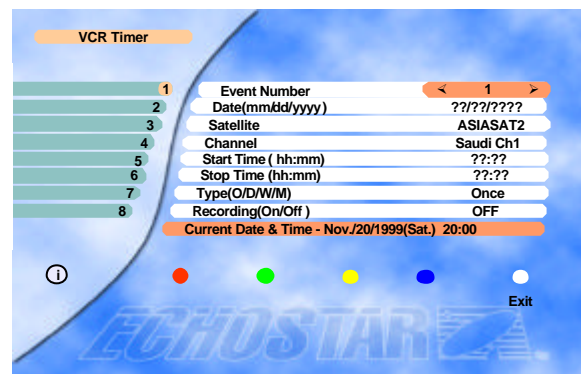 VCR Timer
1 Event Number < 1 >
2 Date(mm/dd/yyyy) ??/??/????
3 Satellite ASIASAT2
4 Channel Saudi Ch1
5 Start Time ( hh:mm) ??:??
6 Stop Time (hh:mm) ??:??
7 Type(O/D/W/M) Once
8 Recording(On/Off ) OFF
Current Date & Time - Nov./20/1999(Sat.) 20:00
i
Exit
ECHOSTAR